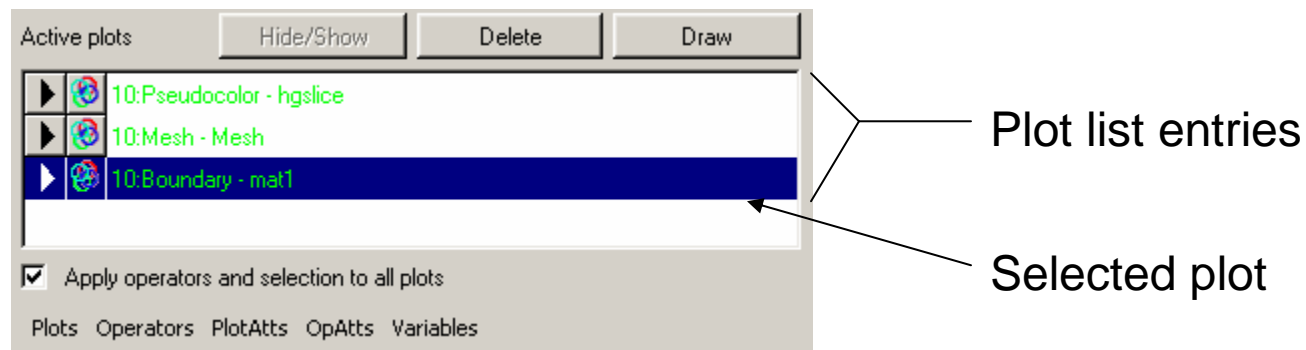 Active plots Hide/Show Delete Draw
10:Pseudocolor - hgslice
10:Mesh - Mesh
10:Boundary - mat1
Apply operators and selection to all plots
Plots Operators PlotAtts OpAtts Variables
Plot list entries
Selected plot